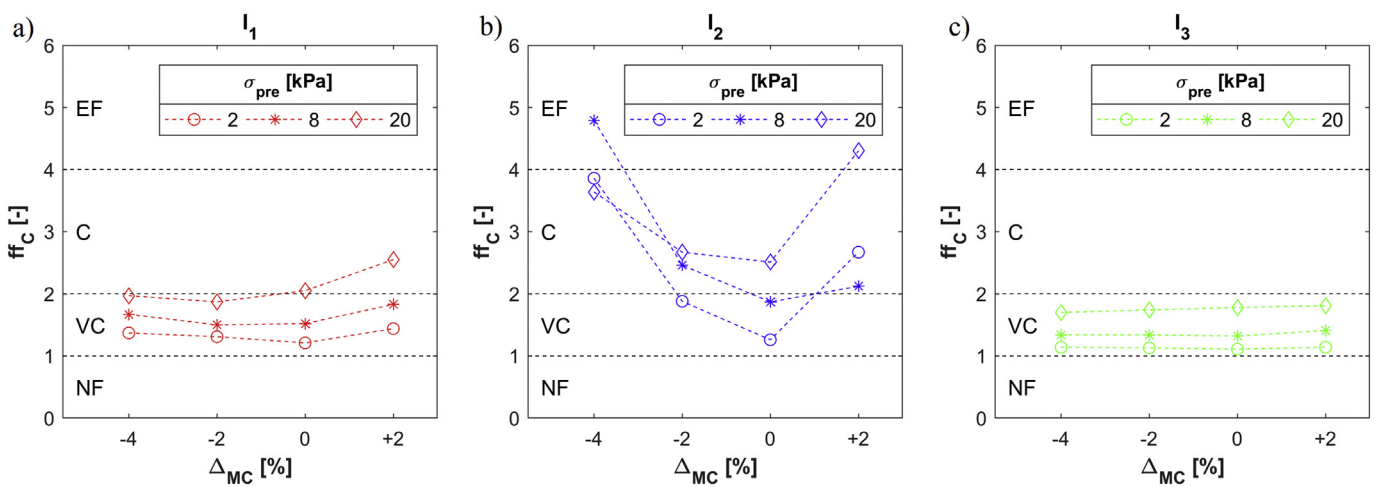 a)
I1
6
5
4
3
2
1
0
ffC [-]
EF
C
VC
NF
σpre [kPa]
2 8 20
-4 -2 0 +2
ΔMC [%]
b)
I2
6
5
4
3
2
1
0
ffC [-]
EF
C
VC
NF
σpre [kPa]
2 8 20
-4 -2 0 +2
ΔMC [%]
c)
I3
6
5
4
3
2
1
0
ffC [-]
EF
C
VC
NF
σpre [kPa]
2 8 20
-4 -2 0 +2
ΔMC [%]